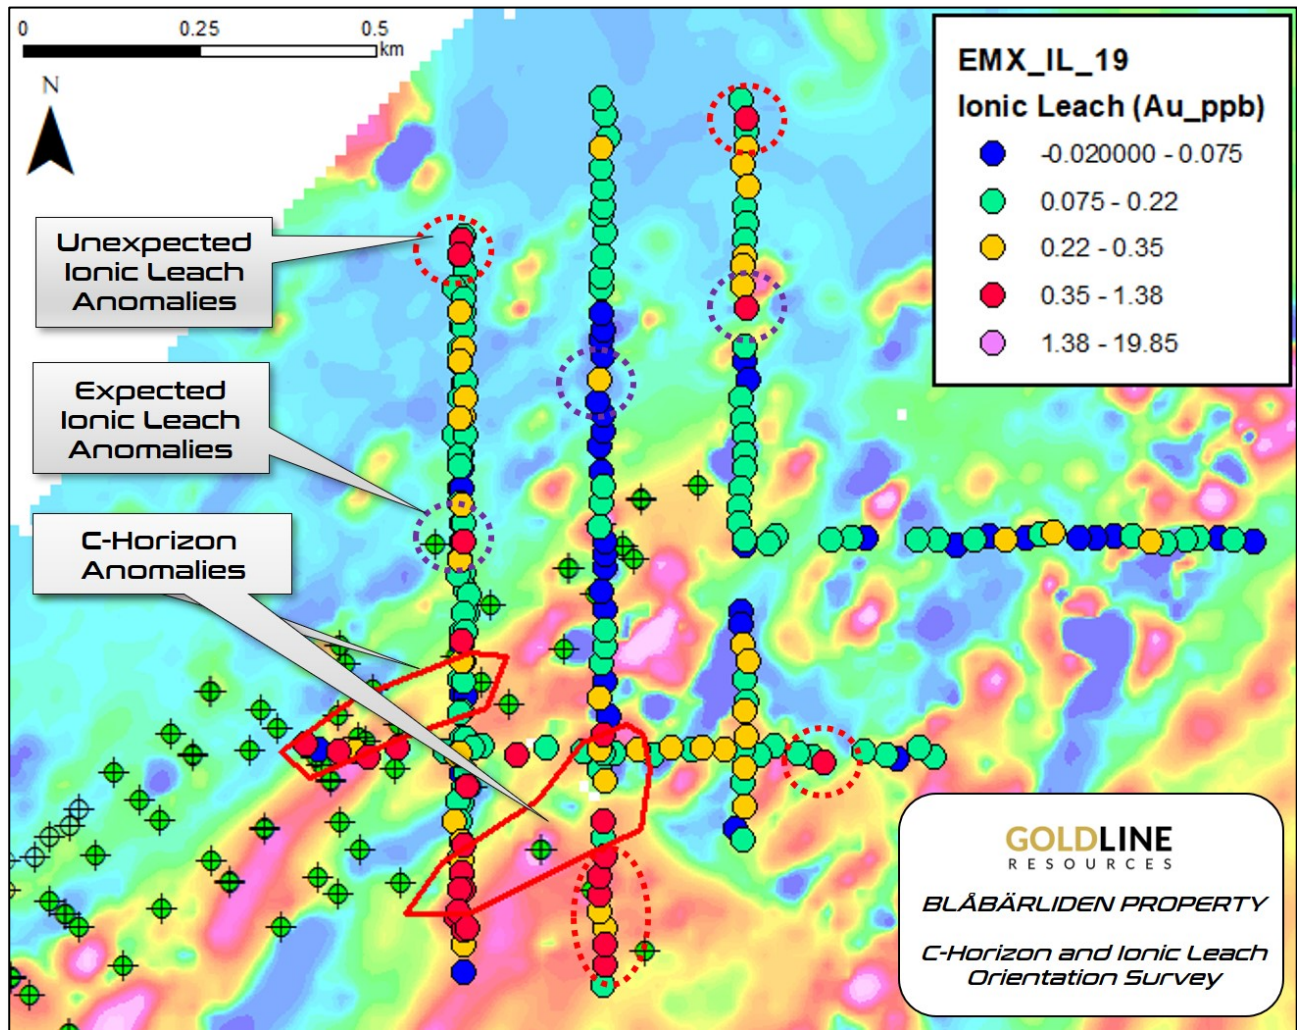 0 0.25 0.5
km
N
EMX_IL_19
Ionic Leach (Au_ppb)
-0.020000 - 0.075
0.075 - 0.22
0.22 - 0.35
0.35 - 1.38
1.38 - 19.85
Unexpected
Ionic Leach
Anomalies
Expected
Ionic Leach
Anomalies
C-Horizon
Anomalies
GOLDLINE
RESOURCES
BLÅBÄRLIDEN PROPERTY
C-Horizon and Ionic Leach
Orientation Survey